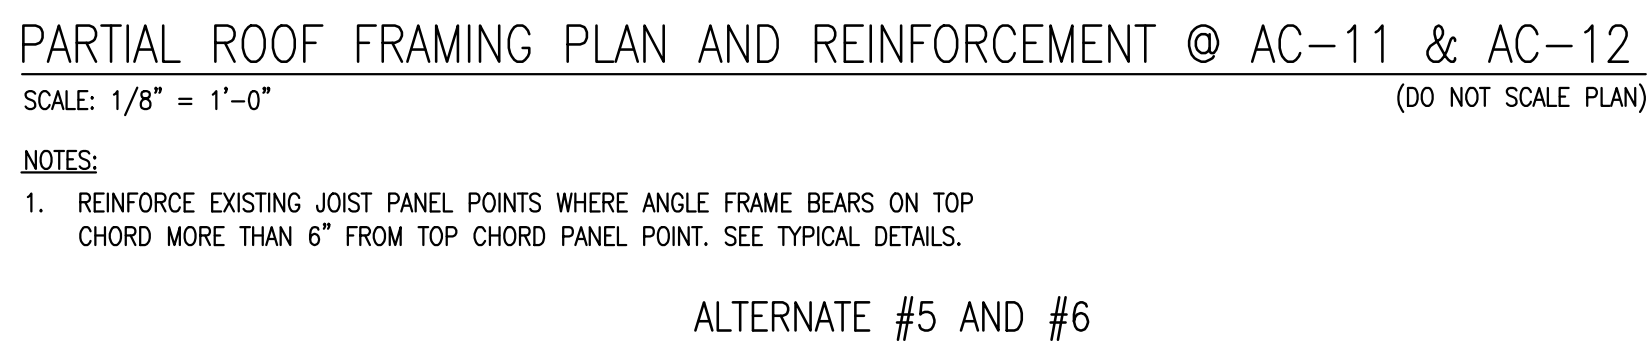 PARTIAL ROOF FRAMING PLAN AND REINFORCEMENT @ AC-11 & AC-12
SCALE: 1/8" = 1'-0"
(DO NOT SCALE PLAN)
NOTES:
1. REINFORCE EXISTING JOIST PANEL POINTS WHERE ANGLE FRAME BEARS ON TOP
CHORD MORE THAN 6" FROM TOP CHORD PANEL POINT. SEE TYPICAL DETAILS.
ALTERNATE #5 AND #6